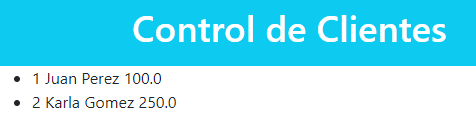 Control de Clientes
1 Juan Perez 100.0
2 Karla Gomez 250.0